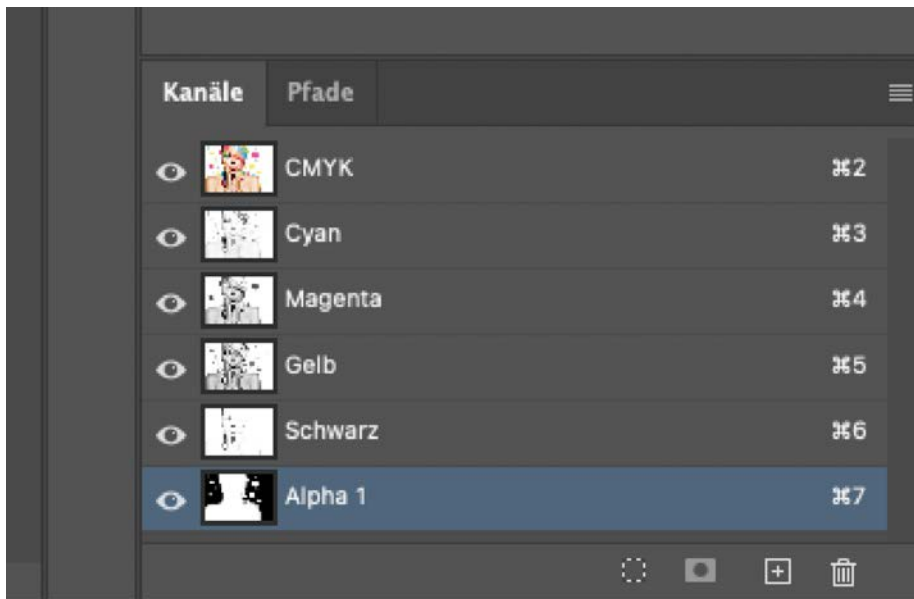 Kanäle Pfade
CMYK ⌘2
Cyan ⌘3
Magenta ⌘4
Gelb ⌘5
Schwarz ⌘6
Alpha 1 ⌘7